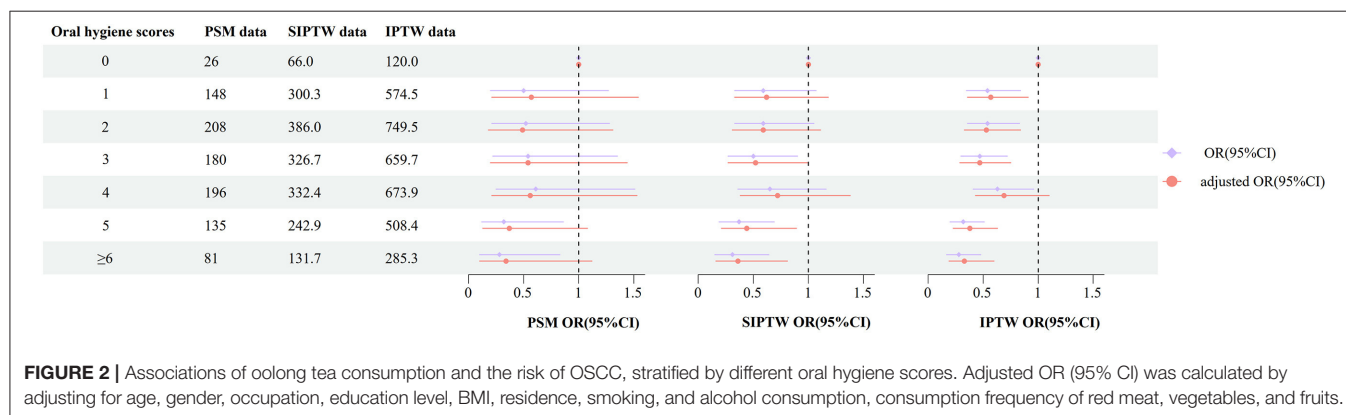 Oral hygiene scores PSM data SIPTW data IPTW data
0 26 66.0 120.0
1 148 300.3 574.5
2 208 386.0 749.5
3 180 326.7 659.7
4 196 332.4 673.9
5 135 242.9 508.4
≥6 81 131.7 285.3
OR(95%CI)
adjusted OR(95%CI)
0 0.5 1 1.5 0 0.5 1 1.5 0 0.5 1 1.5
PSM OR(95%CI) SIPTW OR(95%CI) IPTW OR(95%CI)
FIGURE 2 | Associations of oolong tea consumption and the risk of OSCC, stratified by different oral hygiene scores. Adjusted OR (95% CI) was calculated by
adjusting for age, gender, occupation, education level, BMI, residence, smoking, and alcohol consumption, consumption frequency of red meat, vegetables, and fruits.